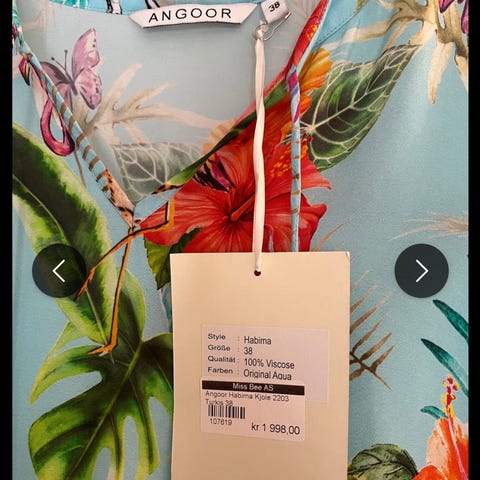 ANGOOR
38
Style : Habima
Größe : 38
Qualität : 100% Viscose
Farben : Original Aqua
Miss Bee AS
Angoor Habima Kjole 2203
Turkis 38
107619
kr 1 998,00